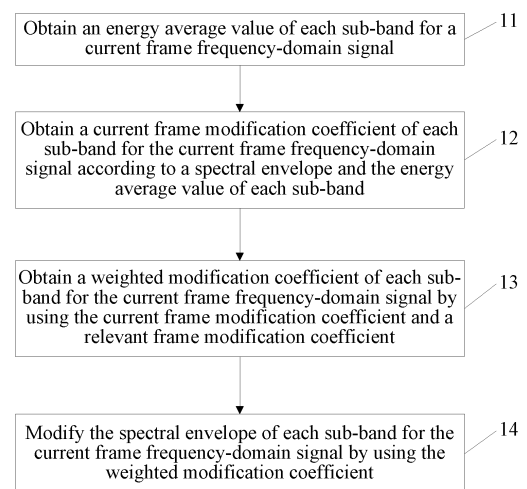 Obtain an energy average value of each sub-band for a
current frame frequency-domain signal
11
Obtain a current frame modification coefficient of each
sub-band for the current frame frequency-domain
signal according to a spectral envelope and the energy
average value of each sub-band
12
Obtain a weighted modification coefficient of each sub-
band for the current frame frequency-domain signal by
using the current frame modification coefficient and a
relevant frame modification coefficient
13
Modify the spectral envelope of each sub-band for the
current frame frequency-domain signal by using the
weighted modification coefficient
14